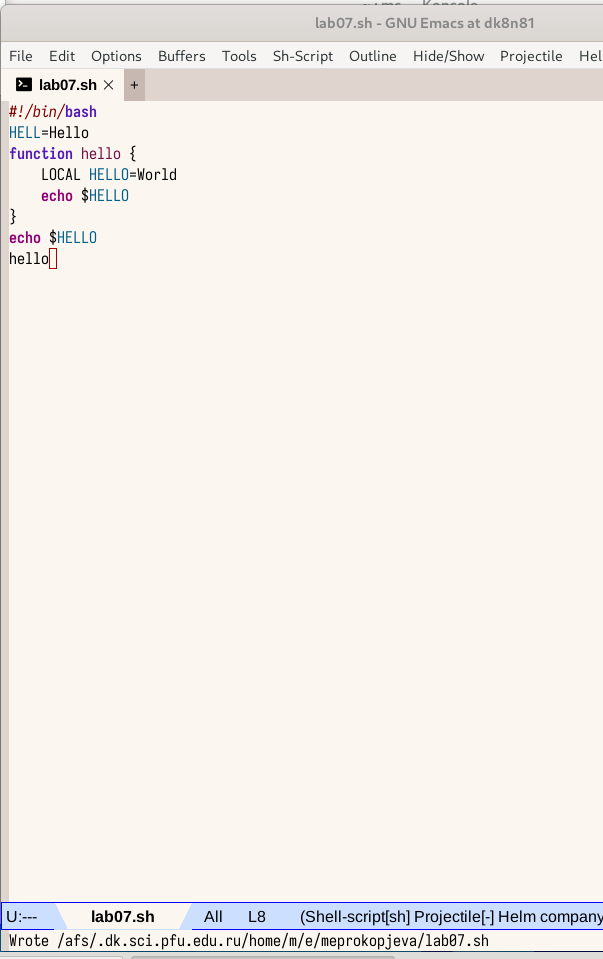 lab07.sh - GNU Emacs at dk8n81
File Edit Options Buffers Tools Sh-Script Outline Hide/Show Projectile Hel
lab07.sh +
#!/bin/bash
HELL=Hello
function hello {
    LOCAL HELLO=World
    echo $HELLO
}
echo $HELLO
hello
U:--- lab07.sh All L8 (Shell-script[sh] Projectile[-] Helm company
Wrote /afs/.dk.sci.pfu.edu.ru/home/m/e/meprokopjeva/lab07.sh